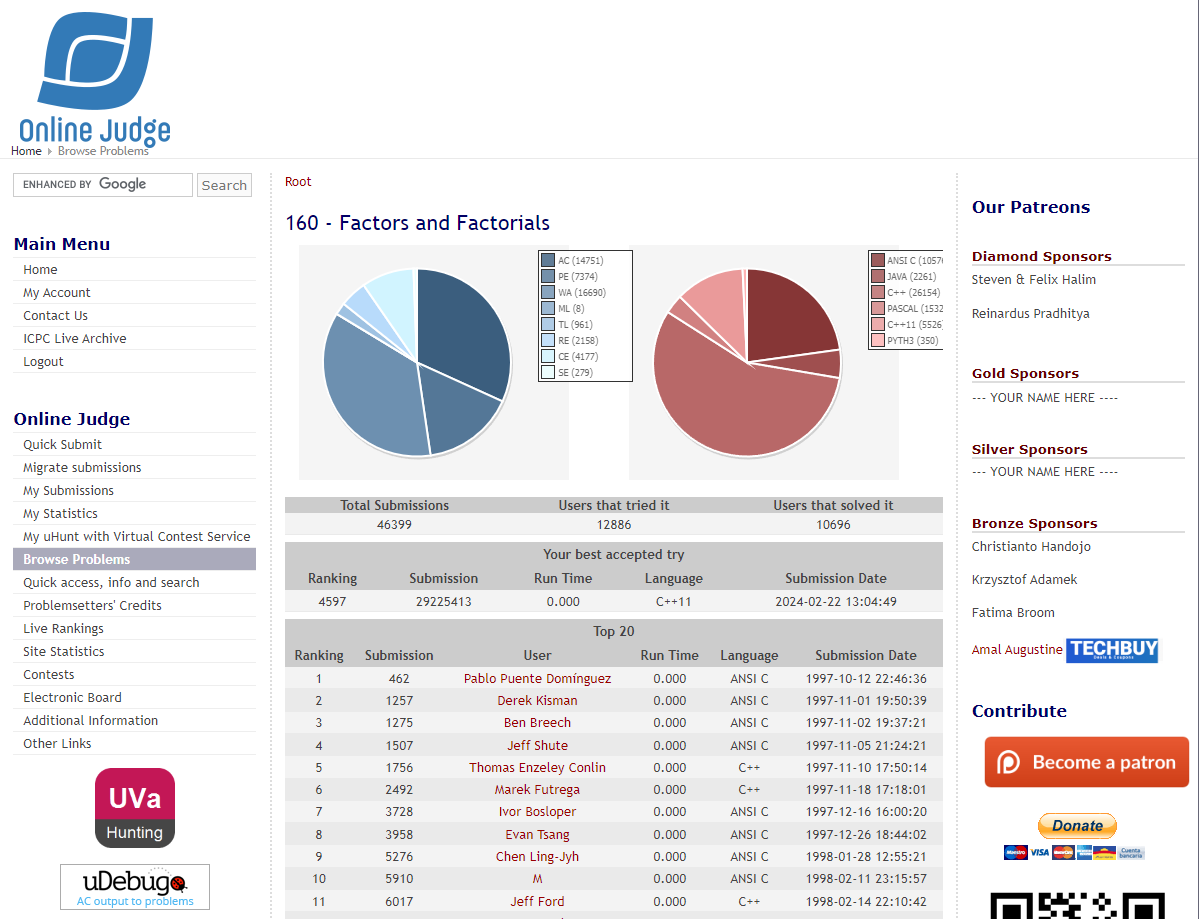 Online Judge
Home Browse Problems
ENHANCED BY Google Search
Main Menu
Home
My Account
Contact Us
ICPC Live Archive
Logout
Online Judge
Quick Submit
Migrate submissions
My Submissions
My Statistics
My uHunt with Virtual Contest Service
Browse Problems
Quick access, info and search
Problemsetters' Credits
Live Rankings
Site Statistics
Contests
Electronic Board
Additional Information
Other Links
UVa
Hunting
uDebug
AC output to problems
Root
160 - Factors and Factorials
AC (14751)
PE (7374)
WA (16690)
ML (8)
TL (961)
RE (2158)
CE (4177)
SE (279)
ANSI C (10576
JAVA (2261)
C++ (26154)
PASCAL (1532
C++11 (5526)
PYTH3 (350)
Total Submissions Users that tried it Users that solved it
46399 12886 10696
Your best accepted try
Ranking Submission Run Time Language Submission Date
4597 29225413 0.000 C++11 2024-02-22 13:04:49
Top 20
Ranking Submission User Run Time Language Submission Date
1 462 Pablo Puente Domínguez 0.000 ANSI C 1997-10-12 22:46:36
2 1257 Derek Kisman 0.000 ANSI C 1997-11-01 19:50:39
3 1275 Ben Breech 0.000 ANSI C 1997-11-02 19:37:21
4 1507 Jeff Shute 0.000 ANSI C 1997-11-05 21:24:21
5 1756 Thomas Enzeley Conlin 0.000 C++ 1997-11-10 17:50:14
6 2492 Marek Futrega 0.000 C++ 1997-11-18 17:18:01
7 3728 Ivor Bosloper 0.000 ANSI C 1997-12-16 16:00:20
8 3958 Evan Tsang 0.000 ANSI C 1997-12-26 18:44:02
9 5276 Chen Ling-Jyh 0.000 ANSI C 1998-01-28 12:55:21
10 5910 M 0.000 ANSI C 1998-02-11 23:15:57
11 6017 Jeff Ford 0.000 C++ 1998-02-14 22:10:42
Our Patreons
Diamond Sponsors
Steven & Felix Halim
Reinardus Pradhitya
Gold Sponsors
--- YOUR NAME HERE ----
Silver Sponsors
--- YOUR NAME HERE ----
Bronze Sponsors
Christianto Handojo
Krzysztof Adamek
Fatima Broom
Amal Augustine TECHBUY
Deals & Coupons
Contribute
Become a patron
Donate
Maestro VISA MasterCard
Cuenta
bancaria